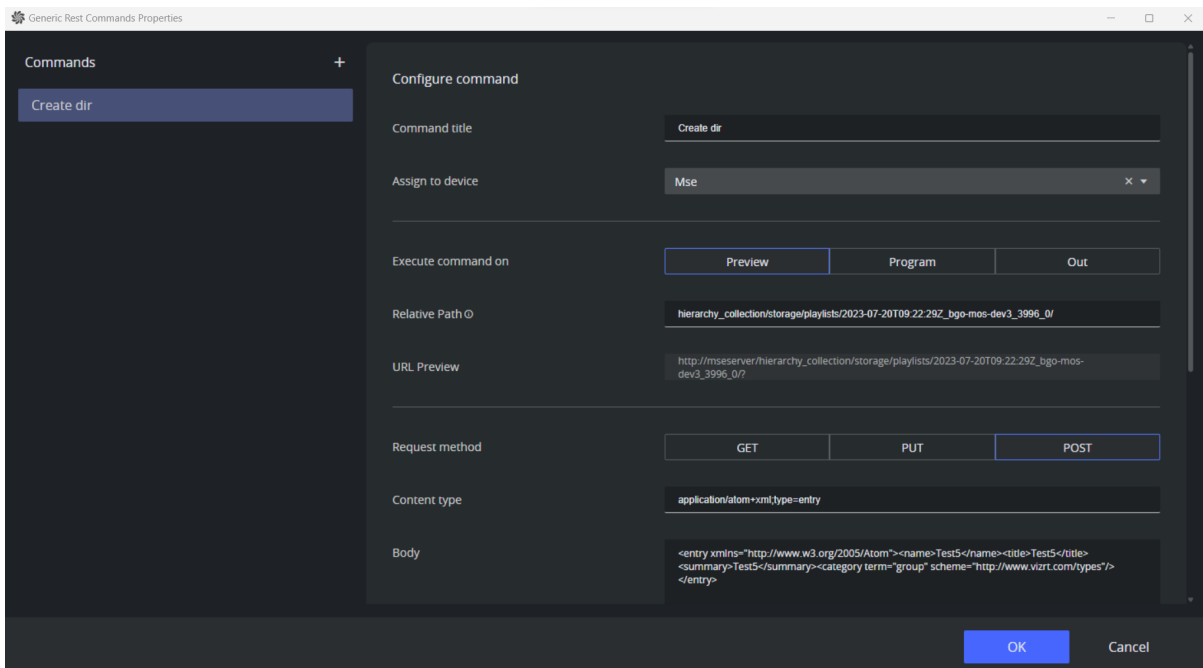 Generic Rest Commands Properties
Commands
+
Create dir
Configure command
Command title
Create dir
Assign to device
Mse
Execute command on
Preview
Program
Out
Relative Path
hierarchy_collection/storage/playlists/2023-07-20T09:22:29Z_bgo-mos-dev3_3996_0/
URL Preview
http://mseserver/hierarchy_collection/storage/playlists/2023-07-20T09:22:29Z_bgo-mos-
dev3_3996_0/?
Request method
GET
PUT
POST
Content type
application/atom+xml;type=entry
Body
<entry xmlns="http://www.w3.org/2005/Atom"><name>Test5</name><title>Test5</title>
<summary>Test5</summary><category term="group" scheme="http://www.vizrt.com/types"/>
</entry>
OK
Cancel